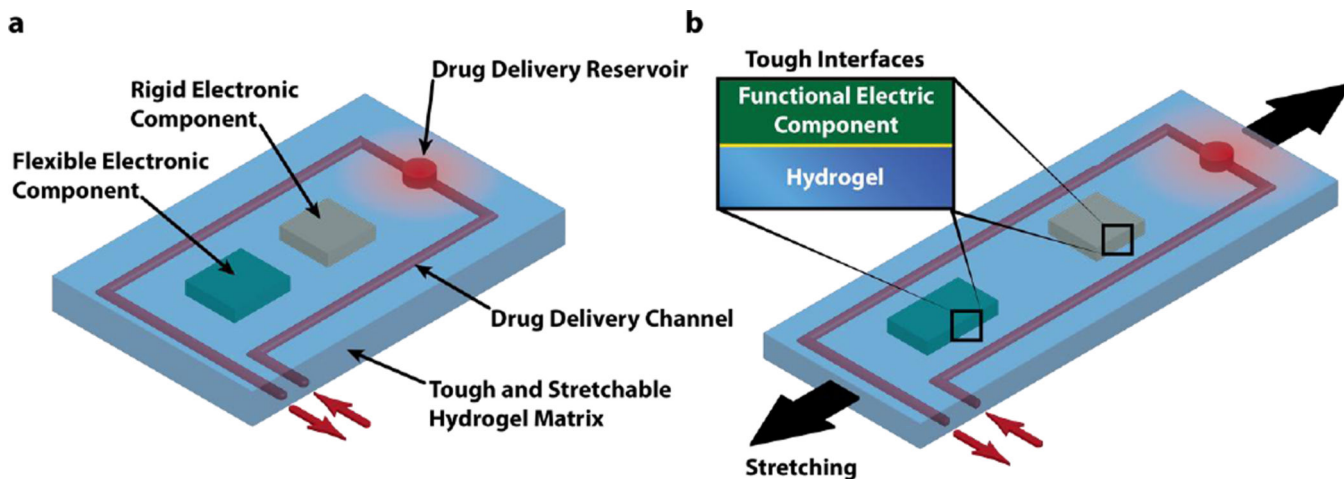 a
Drug Delivery Reservoir
Rigid Electronic
Component
Flexible Electronic
Component
Drug Delivery Channel
Tough and Stretchable
Hydrogel Matrix
b
Tough Interfaces
Functional Electric
Component
Hydrogel
Stretching